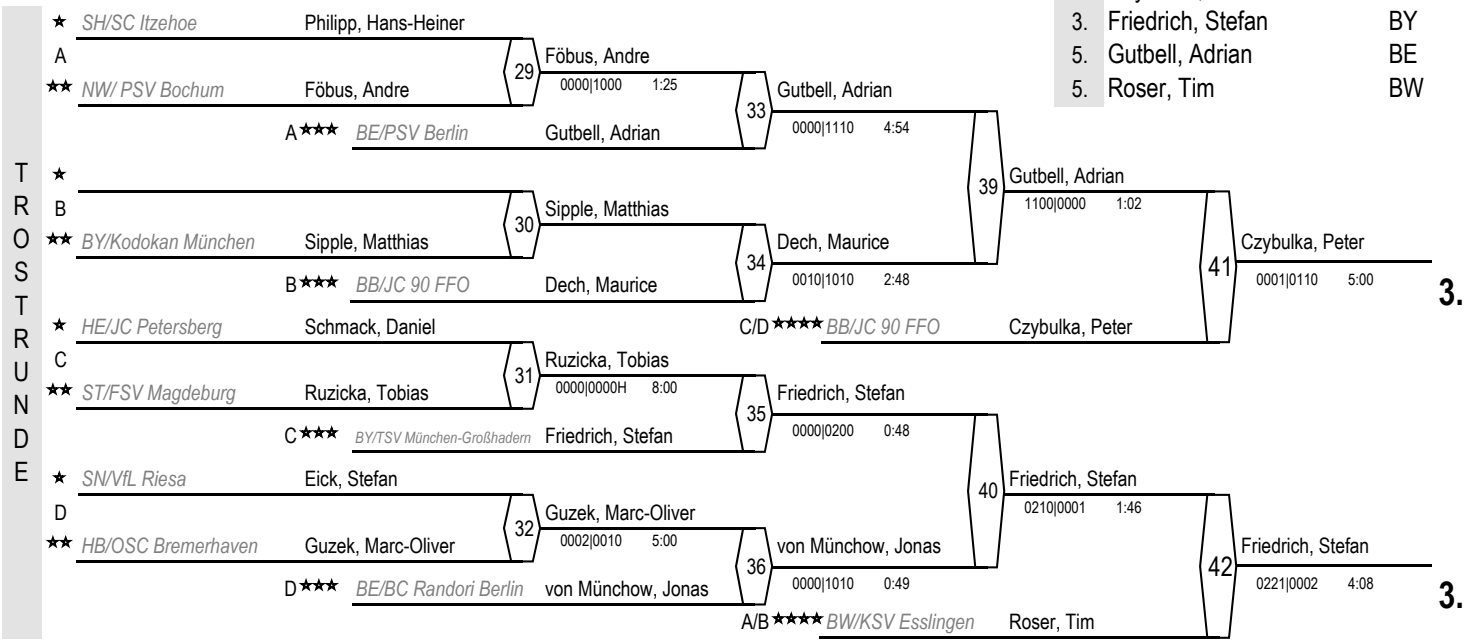 3. Friedrich, Stefan BY
5. Gutbell, Adrian BE
5. Roser, Tim BW
TROSTRUNDE
★ SH/SC Itzehoe Philipp, Hans-Heiner
A
29 Föbus, Andre
0000|1000 1:25
★★ NW/ PSV Bochum Föbus, Andre
33 Gutbell, Adrian
0000|1110 4:54
A★★★ BE/PSV Berlin Gutbell, Adrian
39 Gutbell, Adrian
1100|0000 1:02
★
B
30 Sipple, Matthias
★★ BY/Kodokan München Sipple, Matthias
34 Dech, Maurice
0010|1010 2:48
B★★★ BB/JC 90 FFO Dech, Maurice
41 Czybulka, Peter
0001|0110 5:00
3.
C/D★★★★ BB/JC 90 FFO Czybulka, Peter
★ HE/JC Petersberg Schmack, Daniel
C
31 Ruzicka, Tobias
0000|0000H 8:00
★★ ST/FSV Magdeburg Ruzicka, Tobias
35 Friedrich, Stefan
0000|0200 0:48
C★★★ BY/TSV München-Großhadern Friedrich, Stefan
40 Friedrich, Stefan
0210|0001 1:46
★ SN/VfL Riesa Eick, Stefan
D
32 Guzek, Marc-Oliver
0002|0010 5:00
★★ HB/OSC Bremerhaven Guzek, Marc-Oliver
36 von Münchow, Jonas
0000|1010 0:49
D★★★ BE/BC Randori Berlin von Münchow, Jonas
42 Friedrich, Stefan
0221|0002 4:08
3.
A/B★★★★ BW/KSV Esslingen Roser, Tim